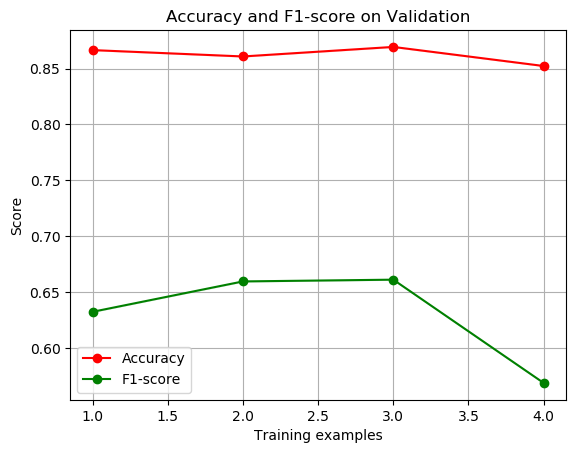 Accuracy and F1-score on Validation
Score
0.85
0.80
0.75
0.70
0.65
0.60
Accuracy
F1-score
1.0 1.5 2.0 2.5 3.0 3.5 4.0
Training examples